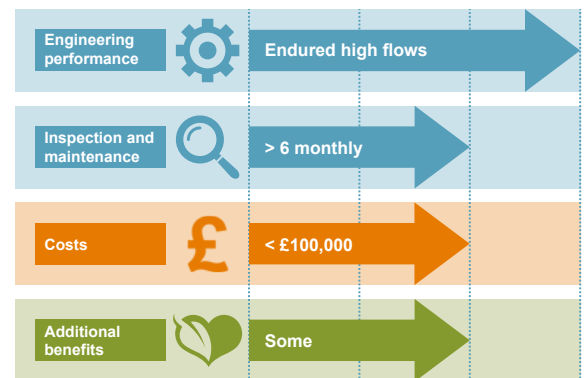 Engineering
performance
Endured high flows
Inspection and
maintenance
> 6 monthly
Costs
£
< £100,000
Additional
benefits
Some